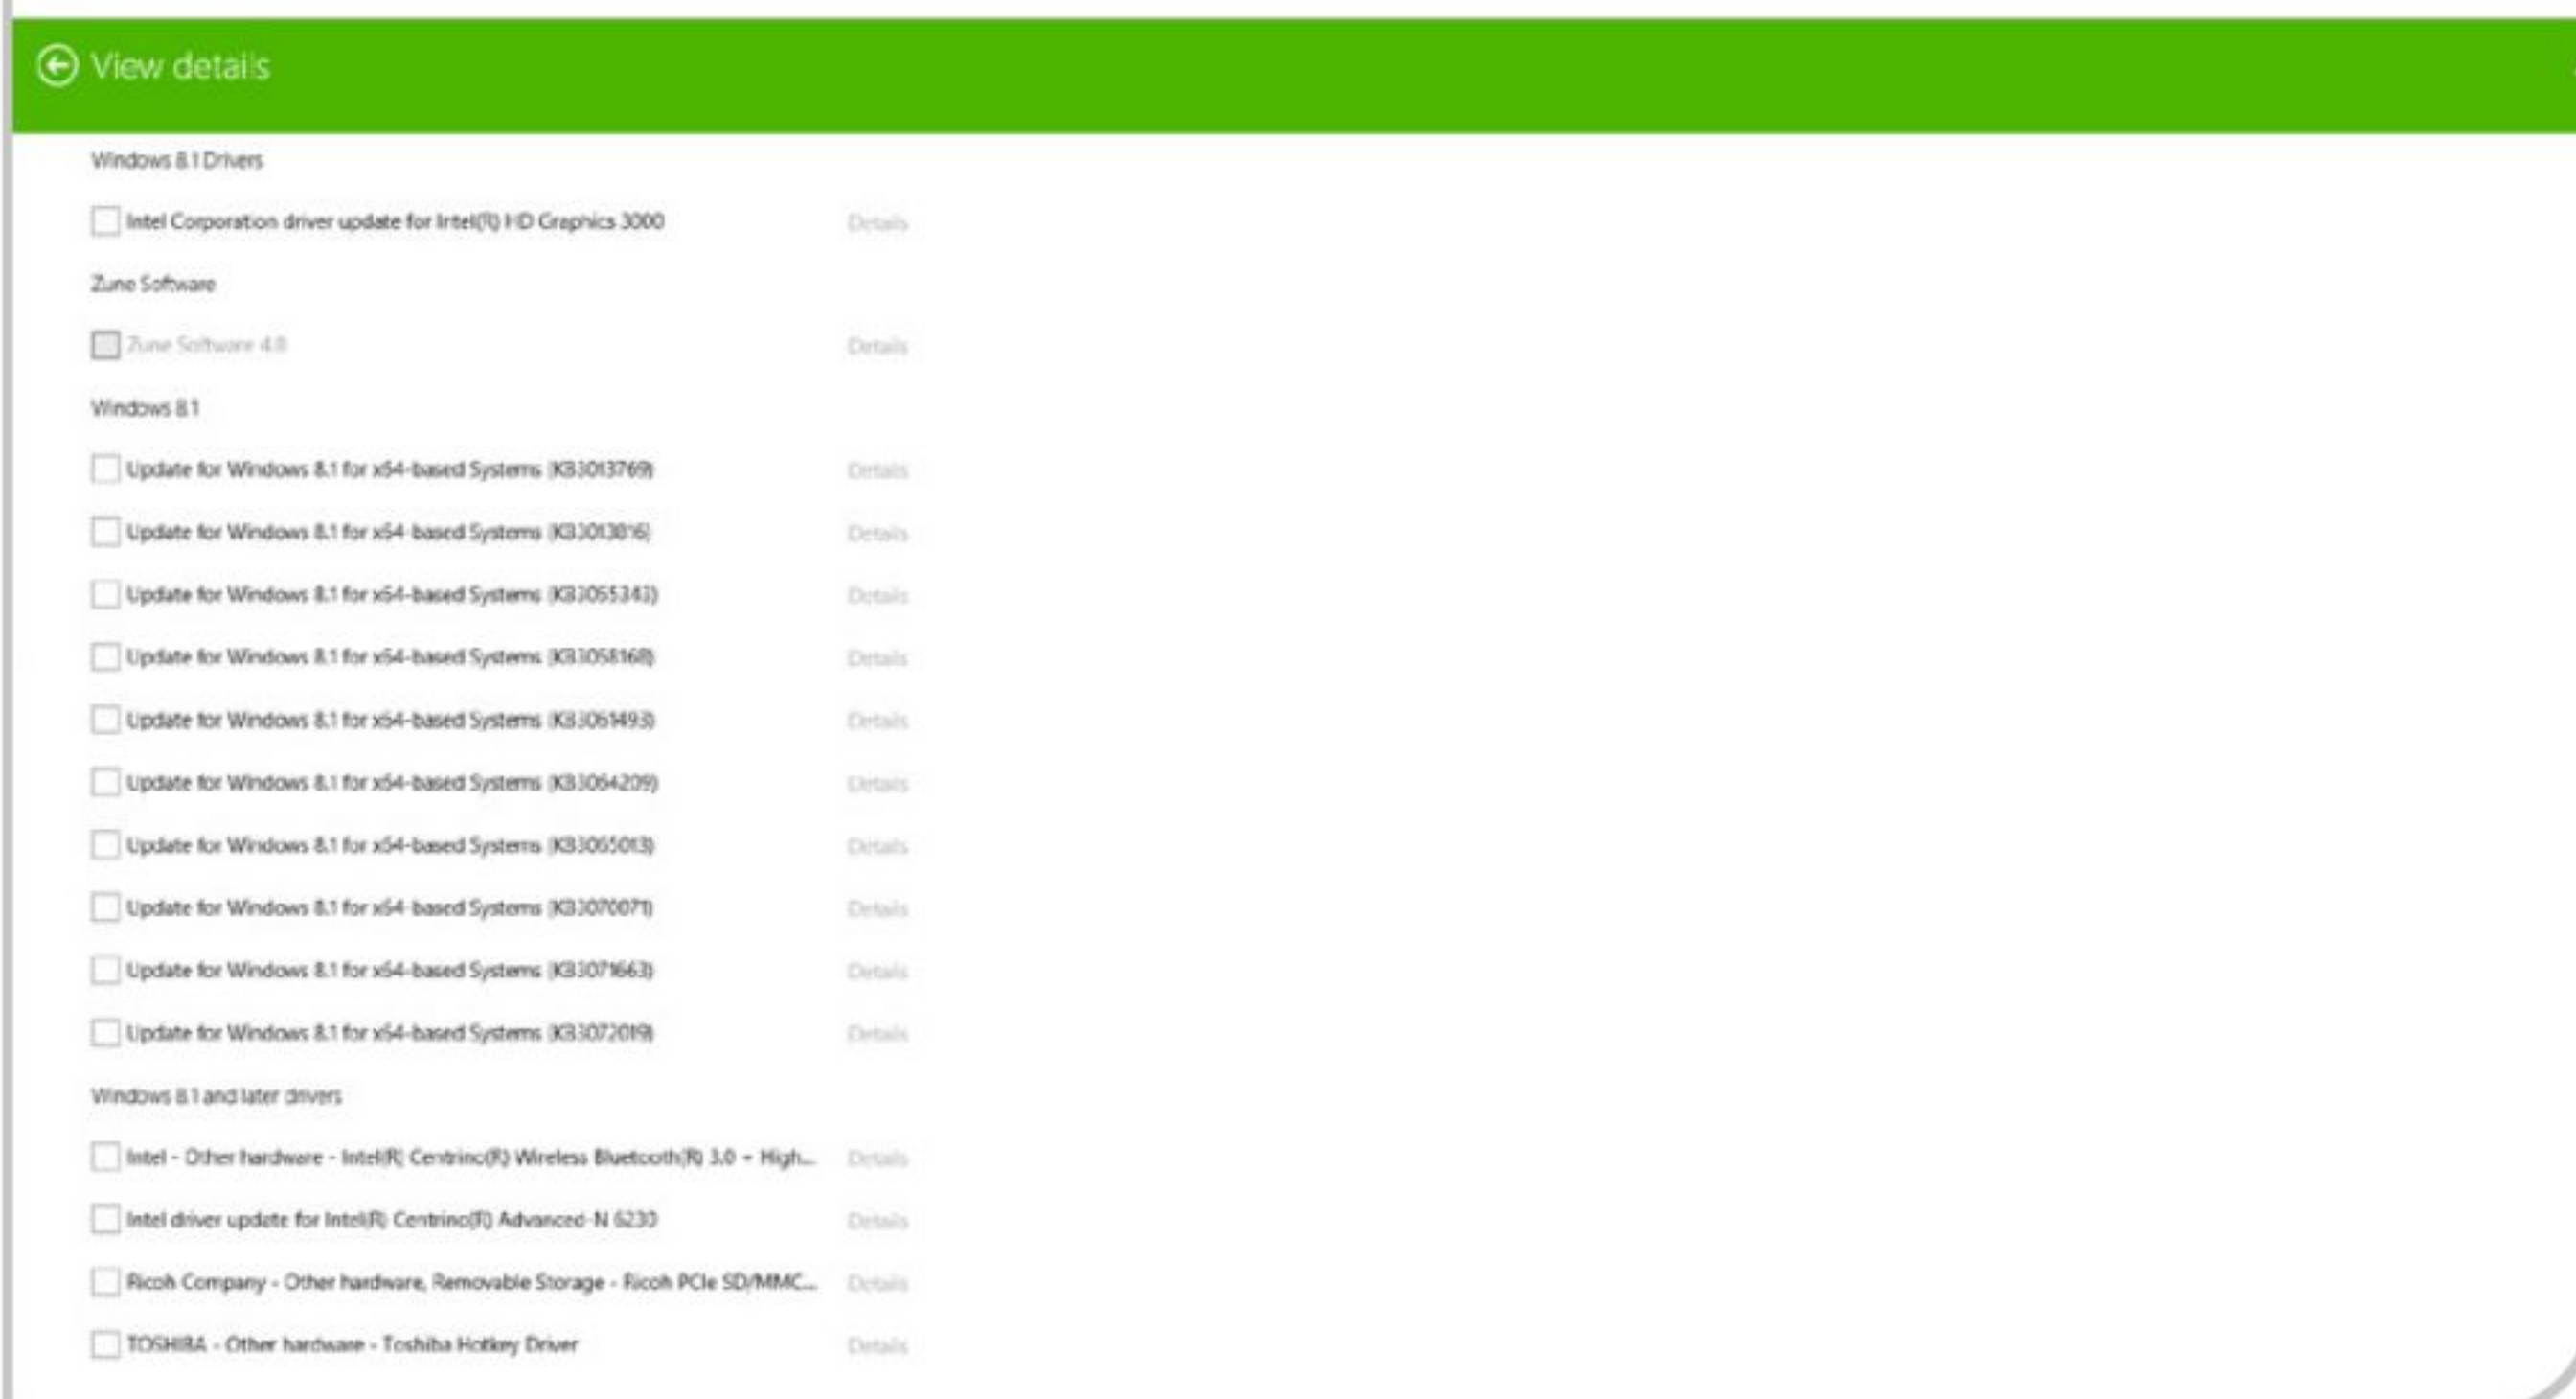 View details
Windows 8.1 Drivers
Intel Corporation driver update for Intel(R) HD Graphics 3000 Details
Zune Software
Zune Software 4.8 Details
Windows 8.1
Update for Windows 8.1 for x64-based Systems (KB3013769) Details
Update for Windows 8.1 for x64-based Systems (KB3013816) Details
Update for Windows 8.1 for x64-based Systems (KB3055343) Details
Update for Windows 8.1 for x64-based Systems (KB3058168) Details
Update for Windows 8.1 for x64-based Systems (KB3061493) Details
Update for Windows 8.1 for x64-based Systems (KB3064209) Details
Update for Windows 8.1 for x64-based Systems (KB3065013) Details
Update for Windows 8.1 for x64-based Systems (KB3070071) Details
Update for Windows 8.1 for x64-based Systems (KB3071663) Details
Update for Windows 8.1 for x64-based Systems (KB3072019) Details
Windows 8.1 and later drivers
Intel - Other hardware - Intel(R) Centrino(R) Wireless Bluetooth(R) 3.0 + High... Details
Intel driver update for Intel(R) Centrino(R) Advanced-N 6230 Details
Ricoh Company - Other hardware, Removable Storage - Ricoh PCIe SD/MMC... Details
TOSHIBA - Other hardware - Toshiba Hotkey Driver Details